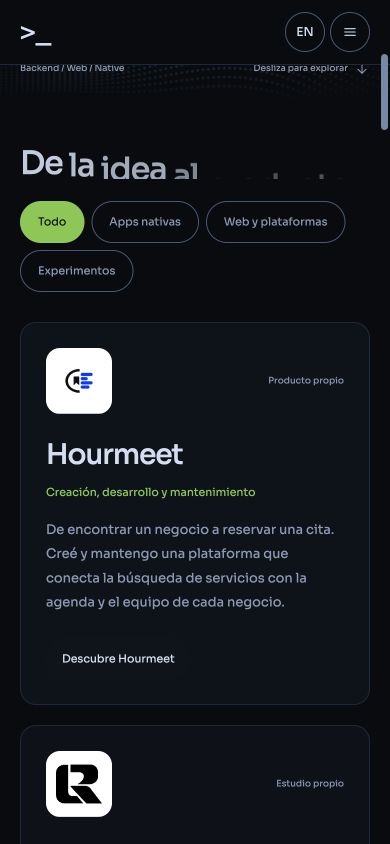 >_
EN
Backend / Web / Native
Desliza para explorar
De la idea al
Todo
Apps nativas
Web y plataformas
Experimentos
Producto propio
Hourmeet
Creación, desarrollo y mantenimiento
De encontrar un negocio a reservar una cita.
Creé y mantengo una plataforma que
conecta la búsqueda de servicios con la
agenda y el equipo de cada negocio.
Descubre Hourmeet
Estudio propio